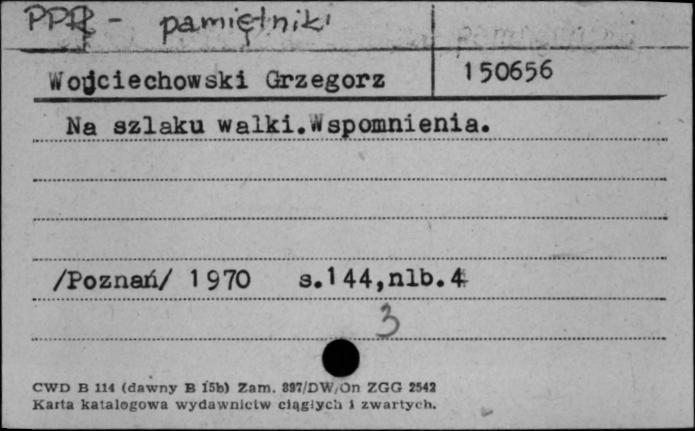 PPR - pamiętniki
Wojciechowski Grzegorz 150656
Na szlaku walki.Wspomnienia.
/Poznań/ 1970 s.144,nlb.4
3
CWD B 114 (dawny B 15b) Zam. 897/DW/On ZGG 2542
Karta katalogowa wydawnictw ciągłych i zwartych.